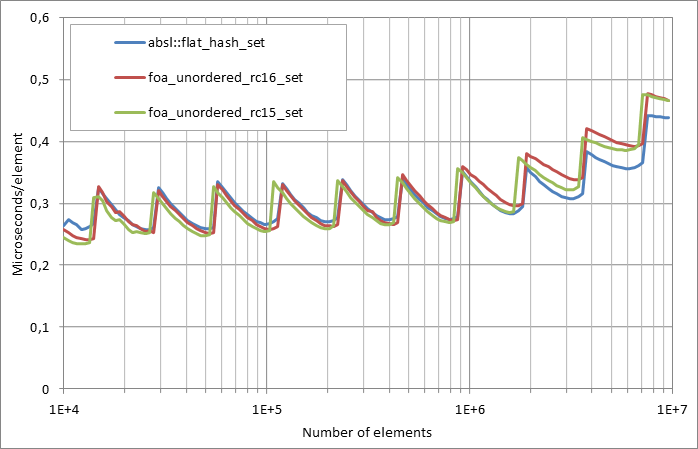 0,6
0,5
0,4
0,3
0,2
0,1
0
absl::flat_hash_set
foa_unordered_rc16_set
foa_unordered_rc15_set
Microseconds/element
1E+4
1E+5
1E+6
1E+7
Number of elements